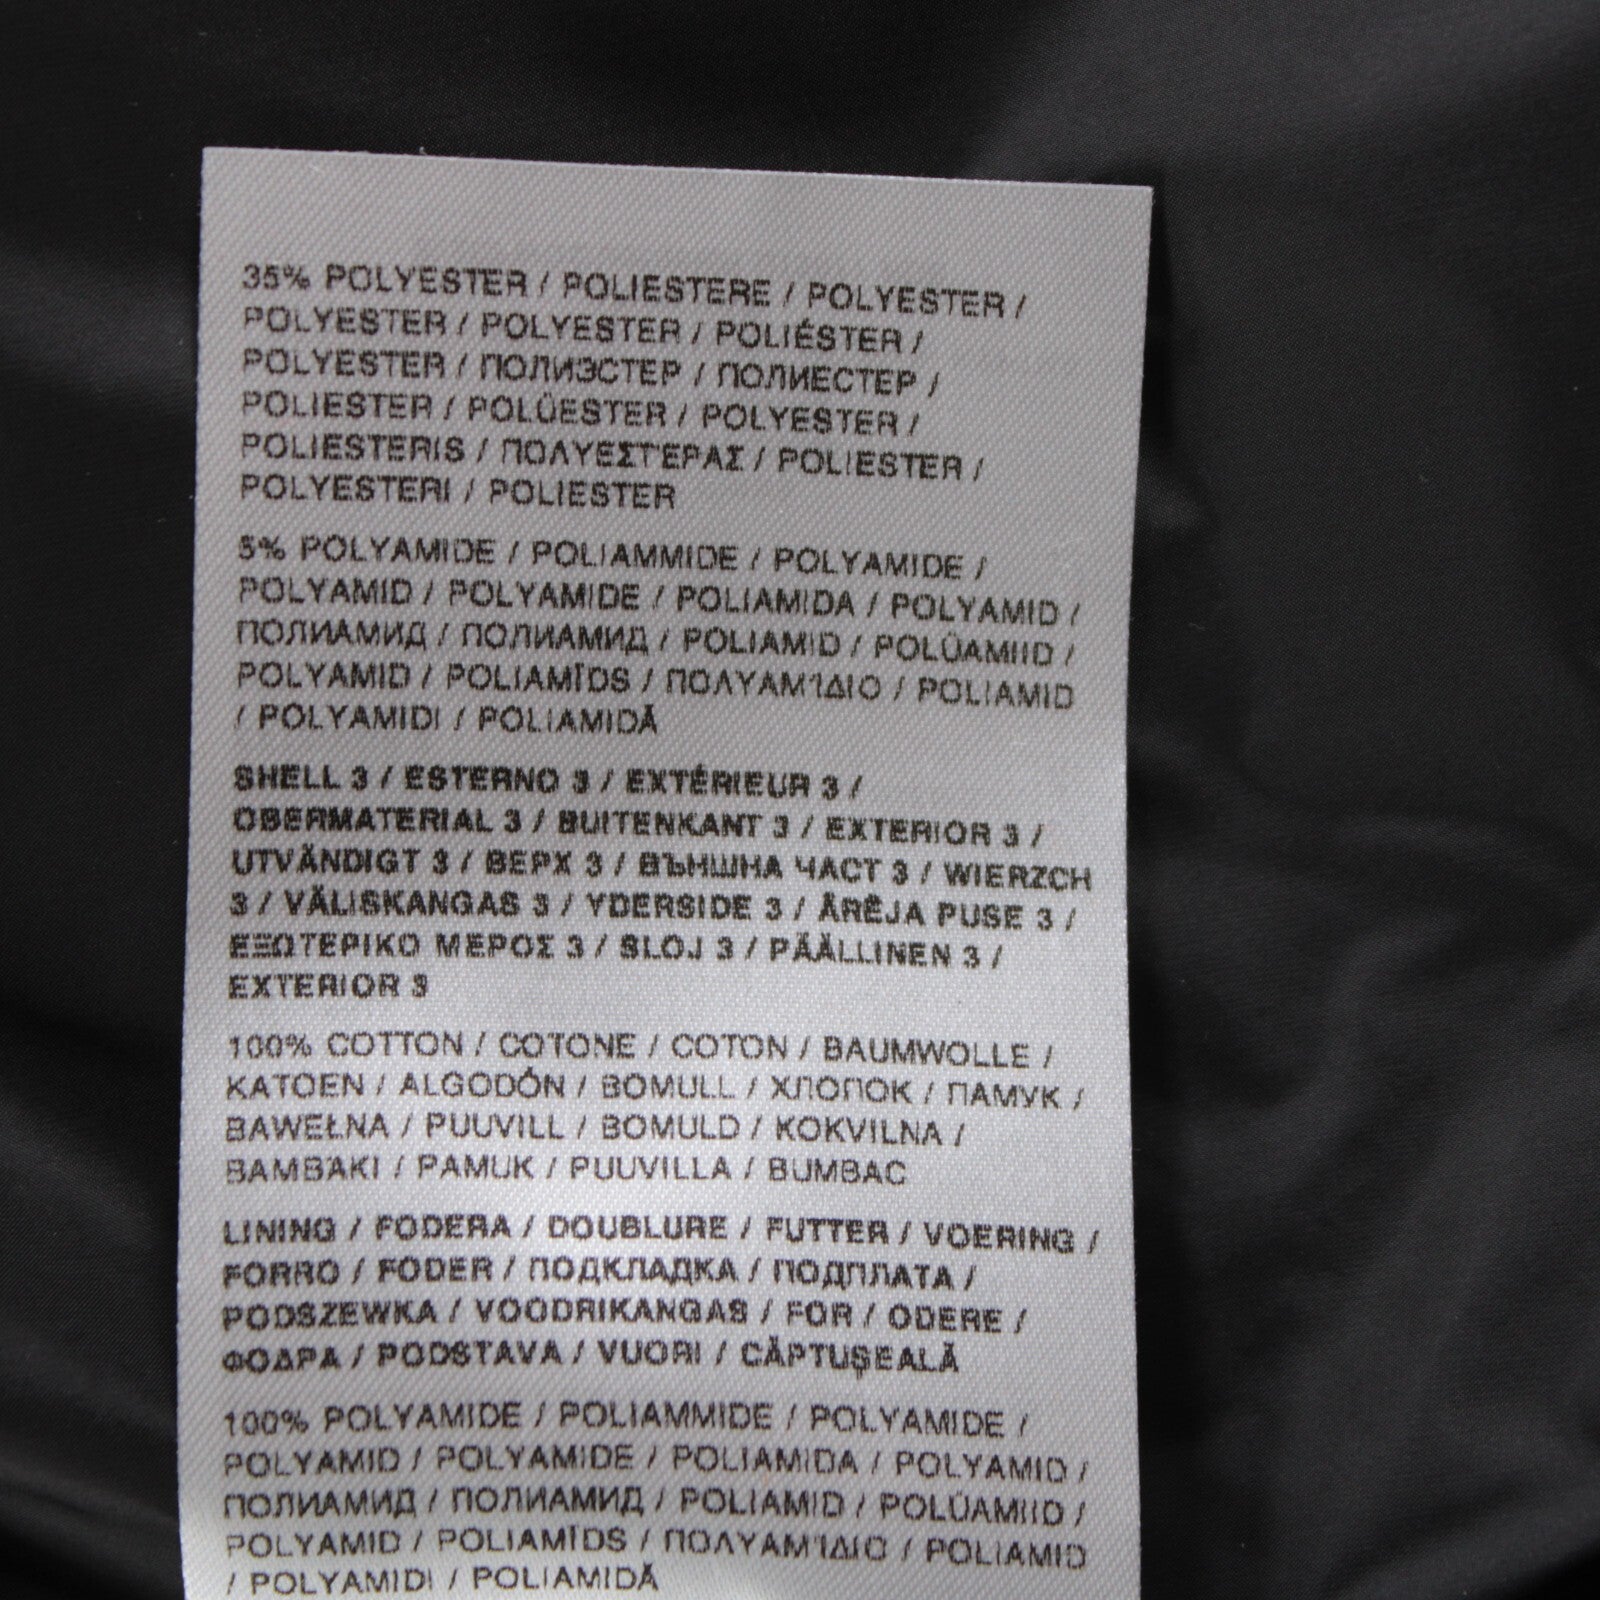 35% POLYESTER / POLIESTERE / POLYESTER /
POLYESTER / POLYESTER / POLIÉSTER /
POLYESTER / ПОЛИЭСТЕР / ПОЛИЕСТЕР /
POLIESTER / POLÜESTER / POLYESTER /
POLIESTERIS / ΠΟΛΥΕΣΤΈΡΑΣ / POLIESTER /
POLYESTERI / POLIESTER
5% POLYAMIDE / POLIAMMIDE / POLYAMIDE /
POLYAMID / POLYAMIDE / POLIAMIDA / POLYAMID /
ПОЛИАМИД / ПОЛИАМИД / POLIAMID / POLÜAMIID /
POLYAMID / POLIAMĪDS / ΠΟΛΥΑΜΊΔΙΟ / POLIAMID
/ POLYAMIDI / POLIAMIDĂ
SHELL 3 / ESTERNO 3 / EXTÉRIEUR 3 /
OBERMATERIAL 3 / BUITENKANT 3 / EXTERIOR 3 /
UTVÄNDIGT 3 / ВЕРХ 3 / ВЪНШНА ЧАСТ 3 / WIERZCH
3 / VÄLISKANGAS 3 / YDERSIDE 3 / ĀRĒJA PUSE 3 /
ΕΞΩΤΕΡΙΚΟ ΜΕΡΟΣ 3 / SLOJ 3 / PÄÄLLINEN 3 /
EXTERIOR 3
100% COTTON / COTONE / COTON / BAUMWOLLE /
KATOEN / ALGODÓN / BOMULL / ХЛОПОК / ПАМУК /
BAWEŁNA / PUUVILL / BOMULD / KOKVILNA /
ΒΑΜΒΆΚΙ / PAMUK / PUUVILLA / BUMBAC
LINING / FODERA / DOUBLURE / FUTTER / VOERING /
FORRO / FODER / ПОДКЛАДКА / ПОДПЛАТА /
PODSZEWKA / VOODRIKANGAS / FOR / ODERE /
ΦΟΔΡΑ / PODSTAVA / VUORI / CĂPTUȘEALĂ
100% POLYAMIDE / POLIAMMIDE / POLYAMIDE /
POLYAMID / POLYAMIDE / POLIAMIDA / POLYAMID /
ПОЛИАМИД / ПОЛИАМИД / POLIAMID / POLÜAMIID /
POLYAMID / POLIAMĪDS / ΠΟΛΥΑΜΊΔΙΟ / POLIAMID
/ POLYAMIDI / POLIAMIDĂ